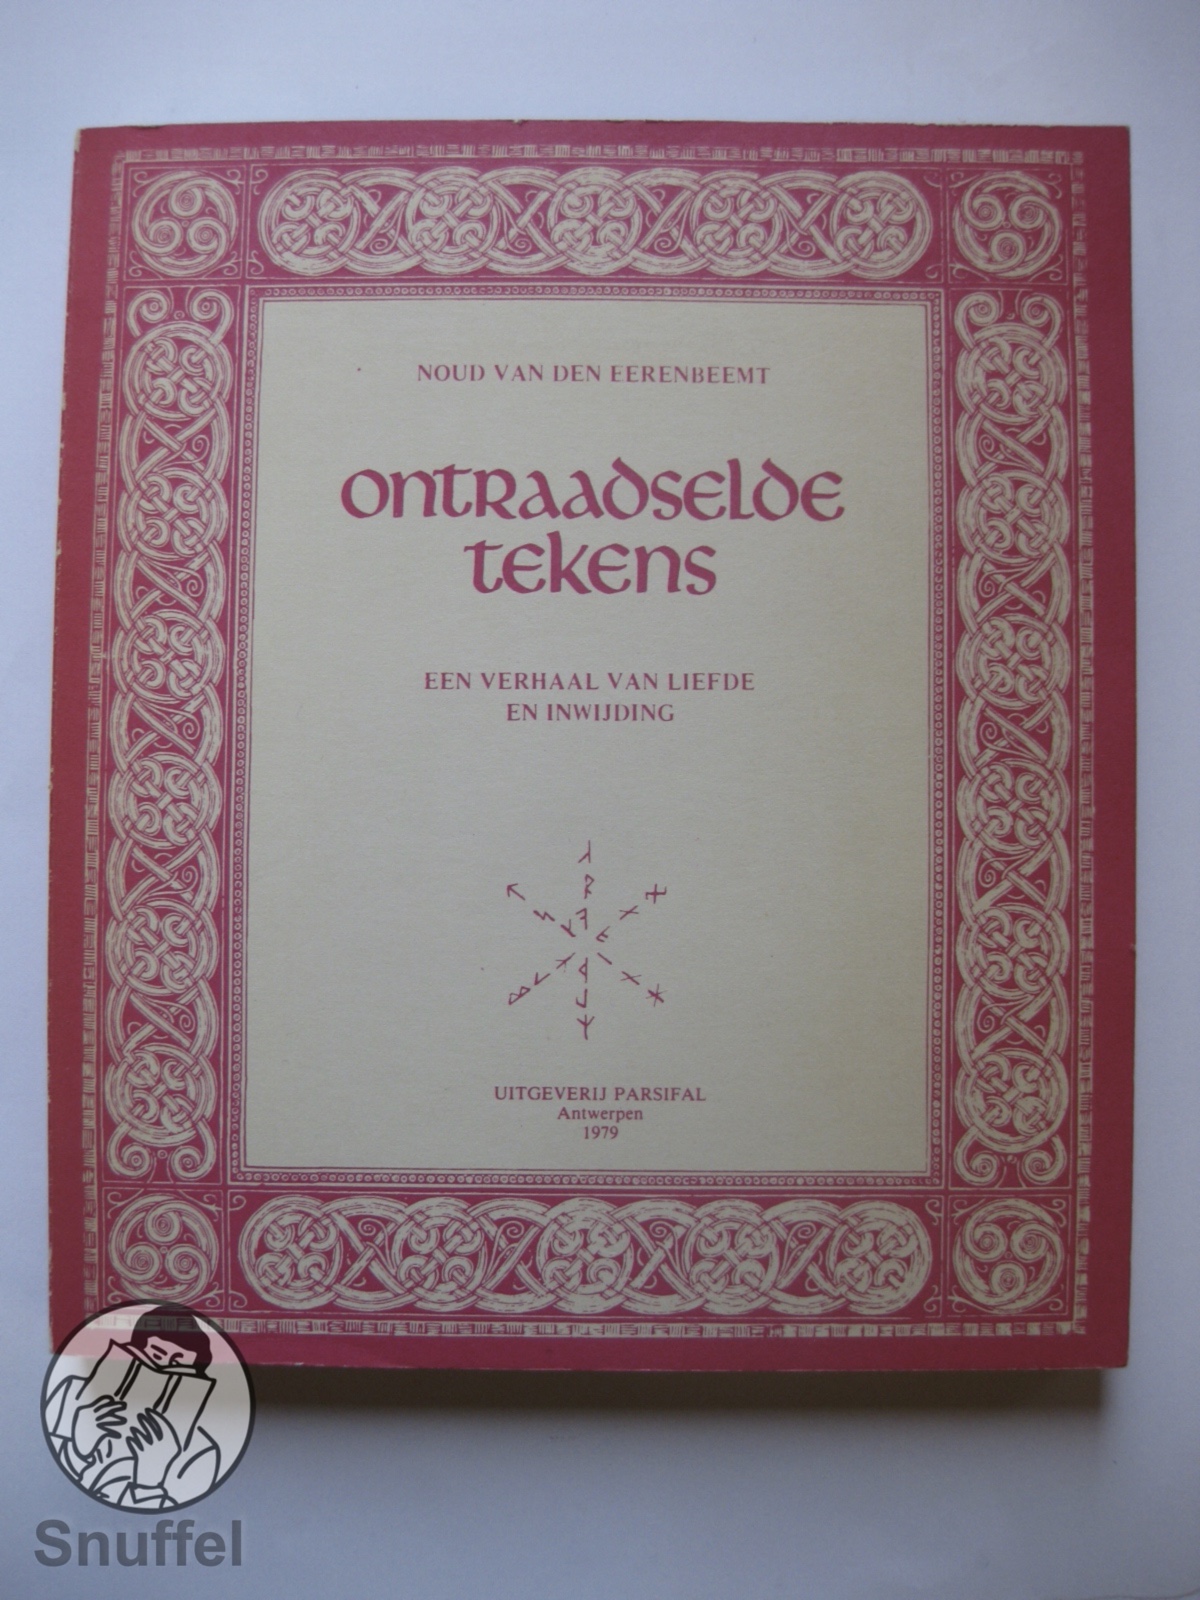 NOUD VAN DEN EERENBEEMT
ONTRAADSELDE
TEKENS
EEN VERHAAL VAN LIEFDE
EN INWIJDING
UITGEVERIJ PARSIFAL
Antwerpen
1979
Snuffel